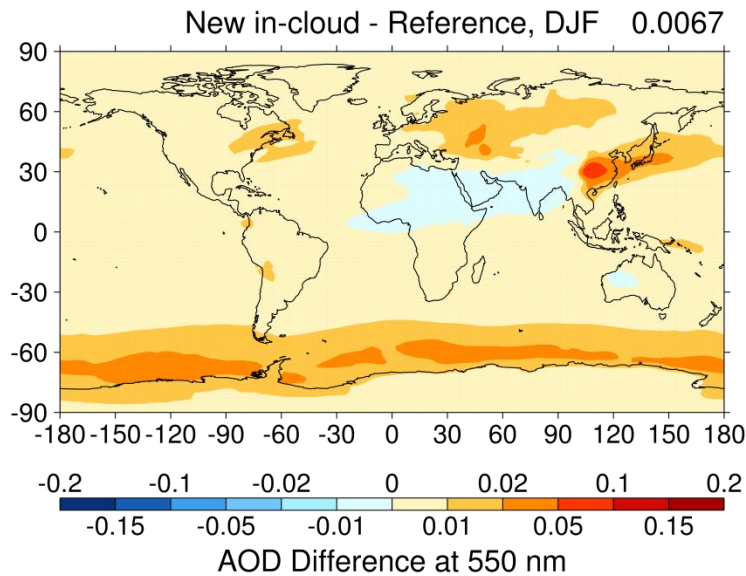 New in-cloud - Reference, DJF 0.0067
90
60
30
0
-30
-60
-90
-180 -150 -120 -90 -60 -30 0 30 60 90 120 150 180
-0.2 -0.1 -0.02 0 0.02 0.1 0.2
-0.15 -0.05 -0.01 0.01 0.05 0.15
AOD Difference at 550 nm